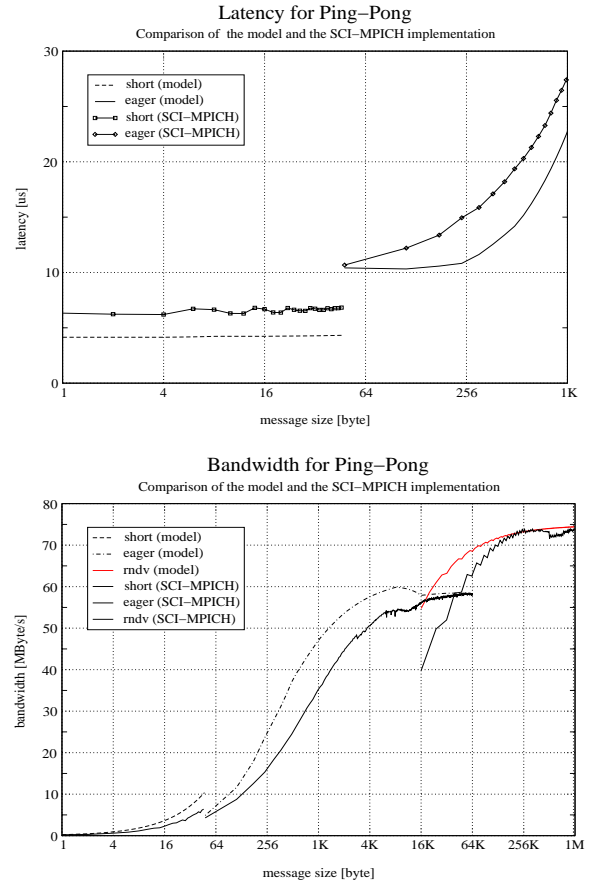 Latency for Ping–Pong
Comparison of the model and the SCI–MPICH implementation
30
20
10
0
latency [us]
short (model)
eager (model)
short (SCI–MPICH)
eager (SCI–MPICH)
1 4 16 64 256 1K
message size [byte]
Bandwidth for Ping–Pong
Comparison of the model and the SCI–MPICH implementation
80
70
60
50
40
30
20
10
0
bandwidth [MByte/s]
short (model)
eager (model)
rndv (model)
short (SCI–MPICH)
eager (SCI–MPICH)
rndv (SCI–MPICH)
1 4 16 64 256 1K 4K 16K 64K 256K 1M
message size [byte]